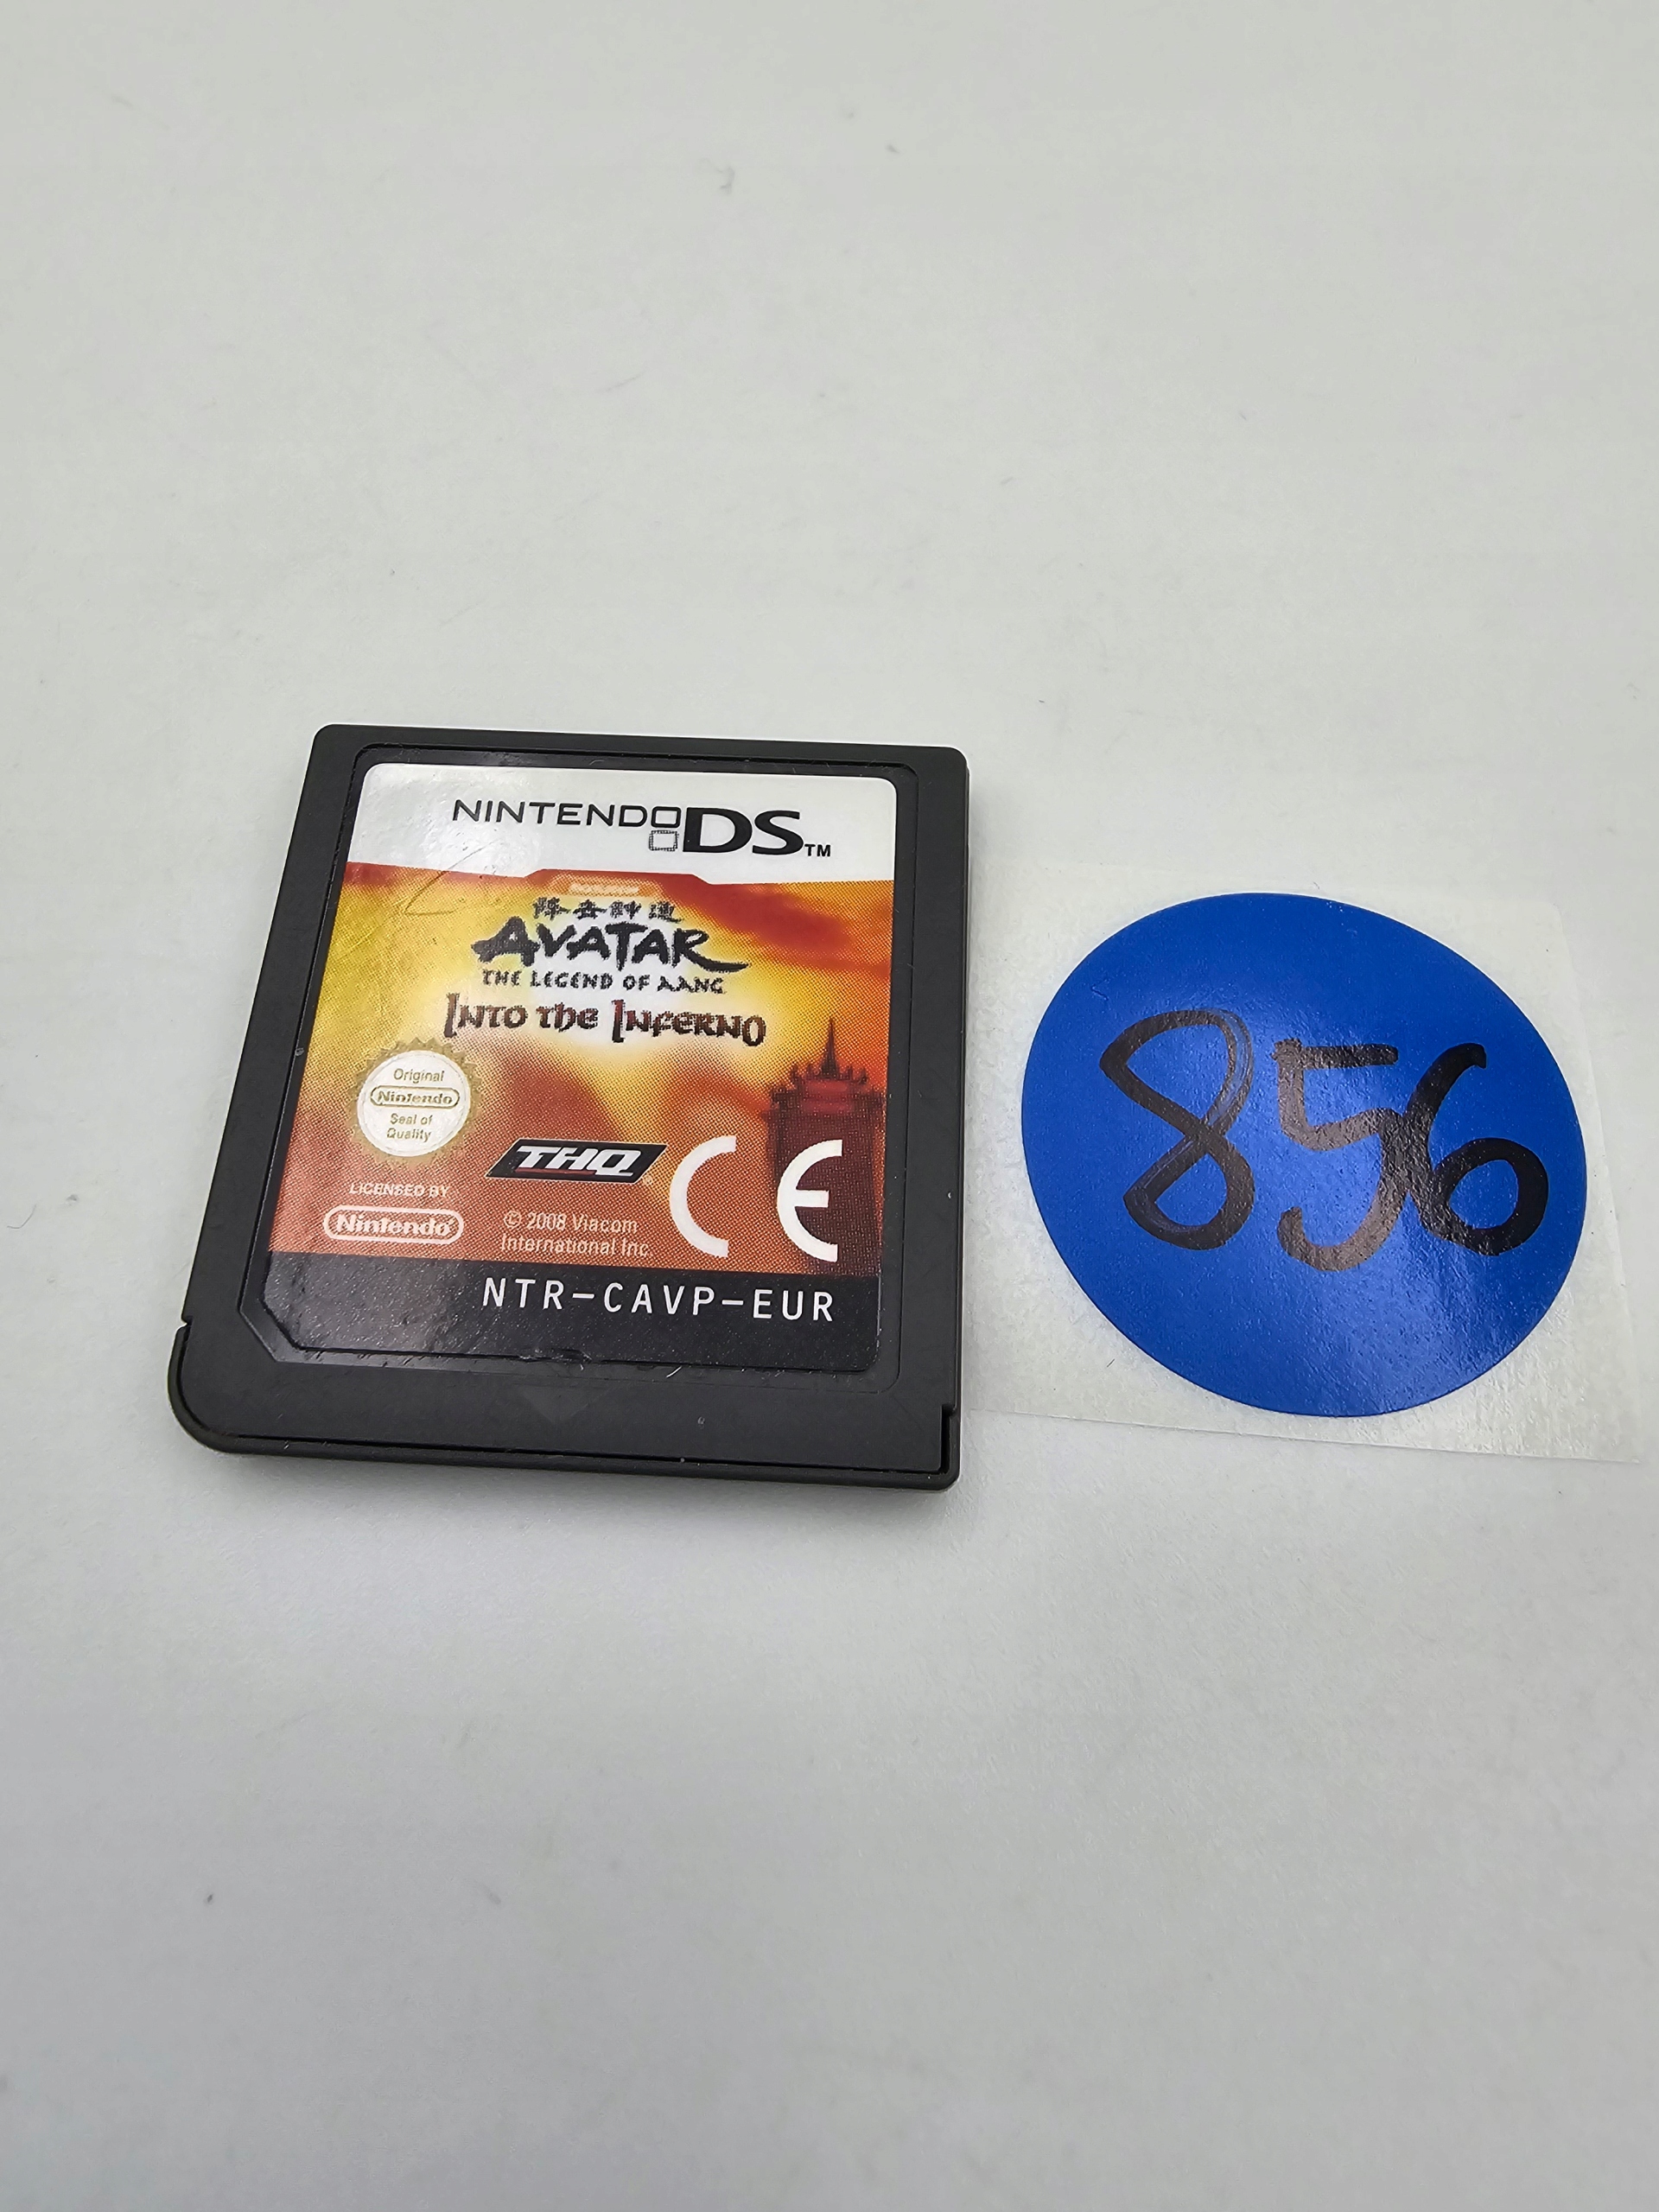 NINTENDO DS™
AVATAR
THE LEGEND OF AANG
INTO THE INFERNO
Original
Nintendo
Seal of
Quality
THQ
CE
LICENSED BY
Nintendo
© 2008 Viacom
International Inc.
NTR-CAVP-EUR
856